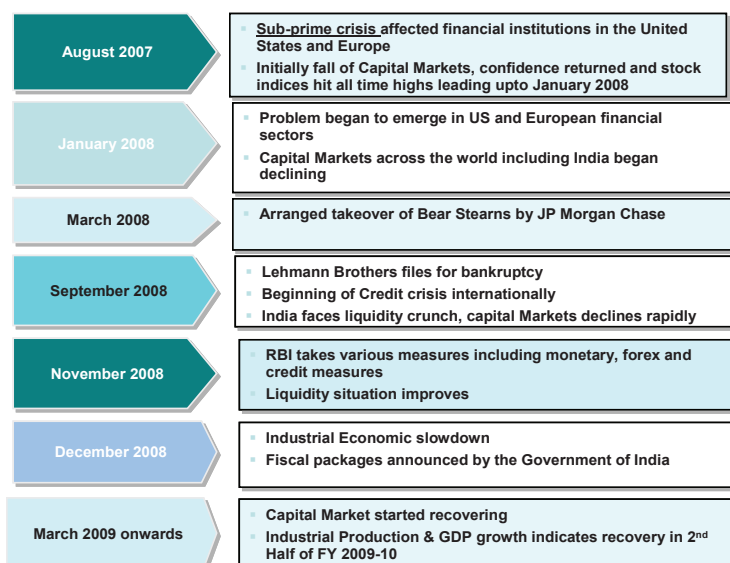 August 2007
Sub-prime crisis affected financial institutions in the United
States and Europe
Initially fall of Capital Markets, confidence returned and stock
indices hit all time highs leading upto January 2008
January 2008
Problem began to emerge in US and European financial
sectors
Capital Markets across the world including India began
declining
March 2008
Arranged takeover of Bear Stearns by JP Morgan Chase
September 2008
Lehmann Brothers files for bankruptcy
Beginning of Credit crisis internationally
India faces liquidity crunch, capital Markets declines rapidly
November 2008
RBI takes various measures including monetary, forex and
credit measures
Liquidity situation improves
December 2008
Industrial Economic slowdown
Fiscal packages announced by the Government of India
March 2009 onwards
Capital Market started recovering
Industrial Production & GDP growth indicates recovery in 2nd
Half of FY 2009-10